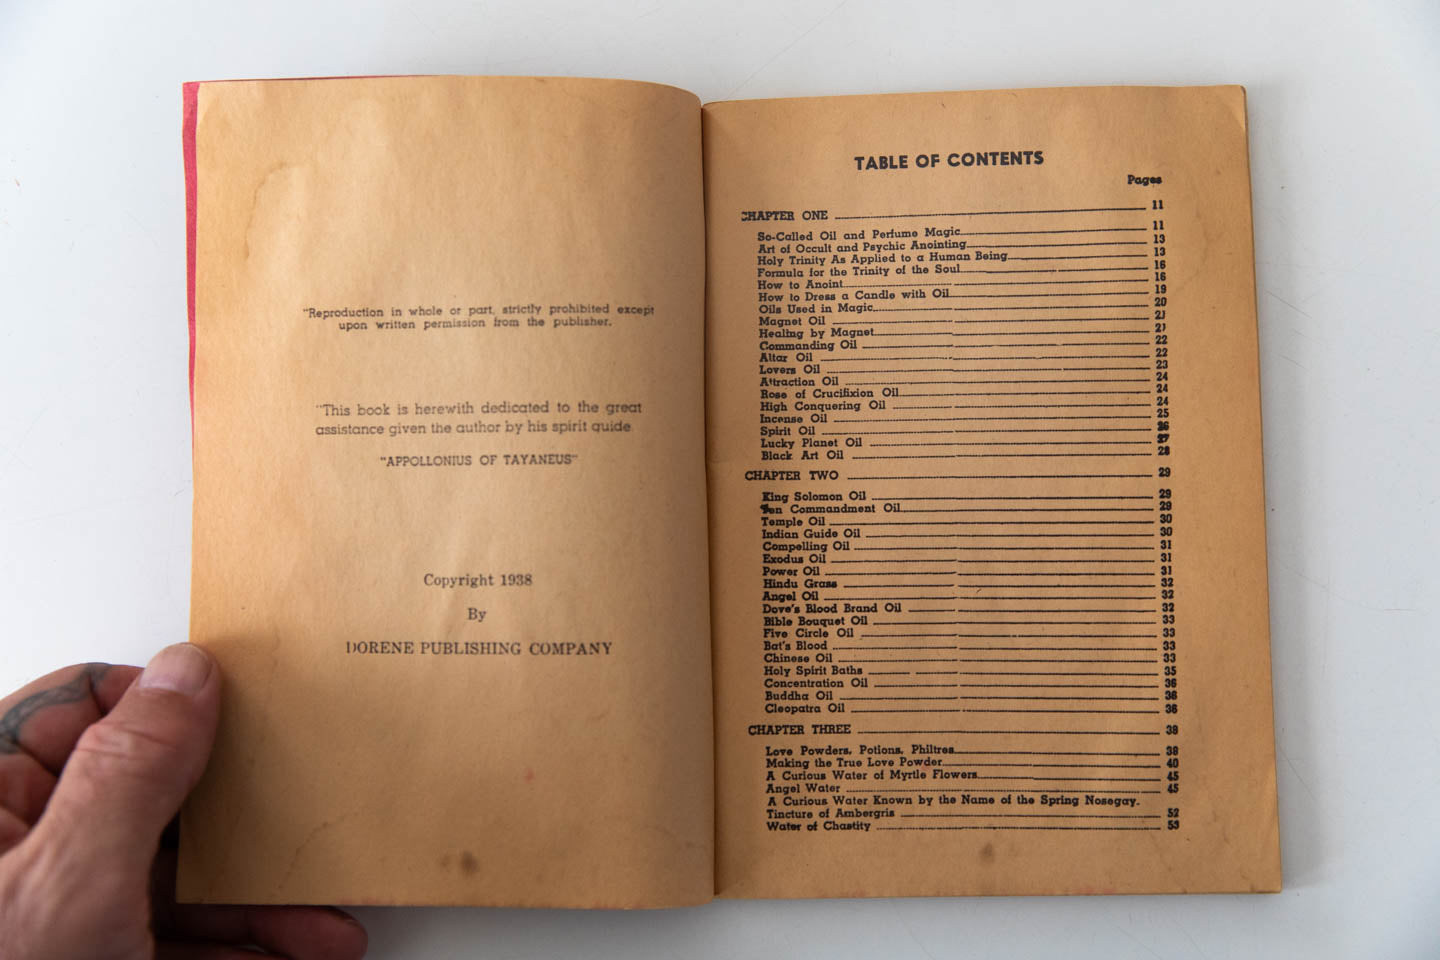 "Reproduction in whole or part, strictly prohibited except
upon written permission from the publisher.
"This book is herewith dedicated to the great
assistance given the author by his spirit guide
"APPOLLONIUS OF TAYANEUS"
Copyright 1938
By
DORENE PUBLISHING COMPANY
TABLE OF CONTENTS
Pages
CHAPTER ONE 11
So-Called Oil and Perfume Magic 11
Art of Occult and Psychic Anointing 13
Holy Trinity As Applied to a Human Being 13
Formula for the Trinity of the Soul 16
How to Anoint 16
How to Dress a Candle with Oil 19
Oils Used in Magic 20
Magnet Oil 21
Healing by Magnet 21
Commanding Oil 22
Altar Oil 22
Lovers Oil 23
Attraction Oil 24
Rose of Crucifixion Oil 24
High Conquering Oil 24
Incense Oil 25
Spirit Oil 26
Lucky Planet Oil 27
Black Art Oil 28
CHAPTER TWO 29
King Solomon Oil 29
Ten Commandment Oil 29
Temple Oil 30
Indian Guide Oil 30
Compelling Oil 31
Exodus Oil 31
Power Oil 31
Hindu Grass 32
Angel Oil 32
Dove's Blood Brand Oil 32
Bible Bouquet Oil 33
Five Circle Oil 33
Bat's Blood 33
Chinese Oil 33
Holy Spirit Baths 35
Concentration Oil 36
Buddha Oil 36
Cleopatra Oil 36
CHAPTER THREE 38
Love Powders, Potions, Philtres 38
Making the True Love Powder 40
A Curious Water of Myrtle Flowers 45
Angel Water 45
A Curious Water Known by the Name of the Spring Nosegay.
Tincture of Ambergris 52
Water of Chastity 53